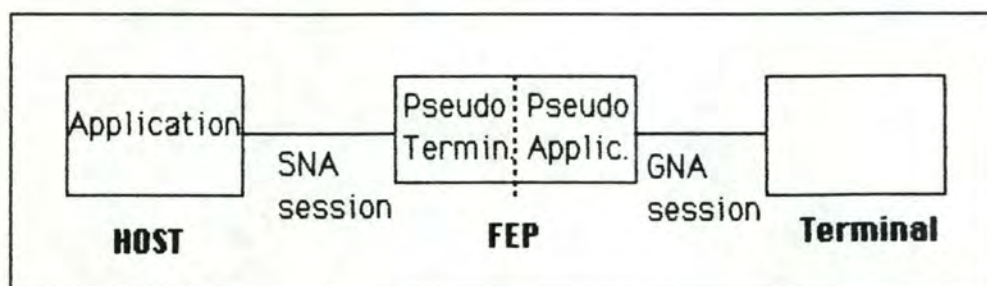 Application
SNA
session
HOST
Pseudo
Termin.
Pseudo
Applic.
FEP
GNA
session
Terminal